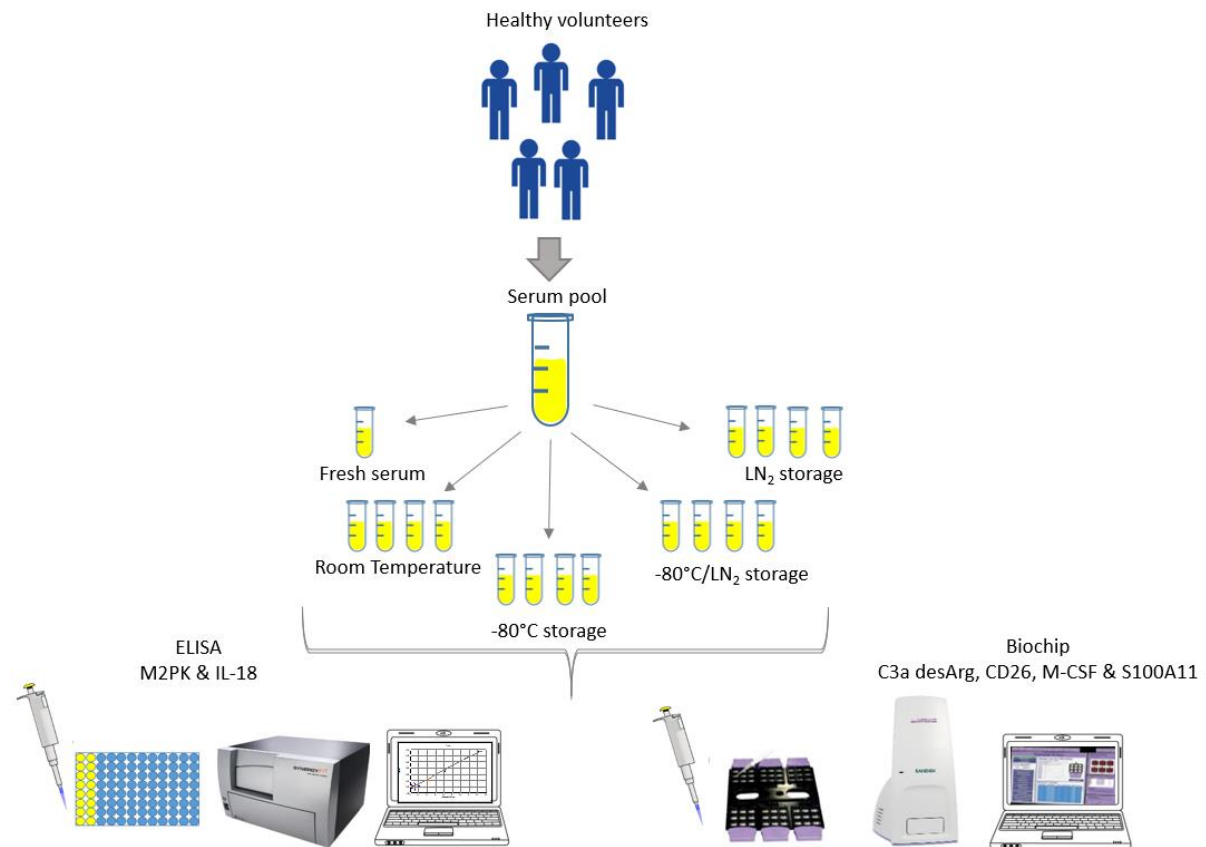 Healthy volunteers
Serum pool
Fresh serum
LN₂ storage
Room Temperature
-80°C/LN₂ storage
-80°C storage
ELISA
M2PK & IL-18
Biochip
C3a desArg, CD26, M-CSF & S100A11
RANDOX